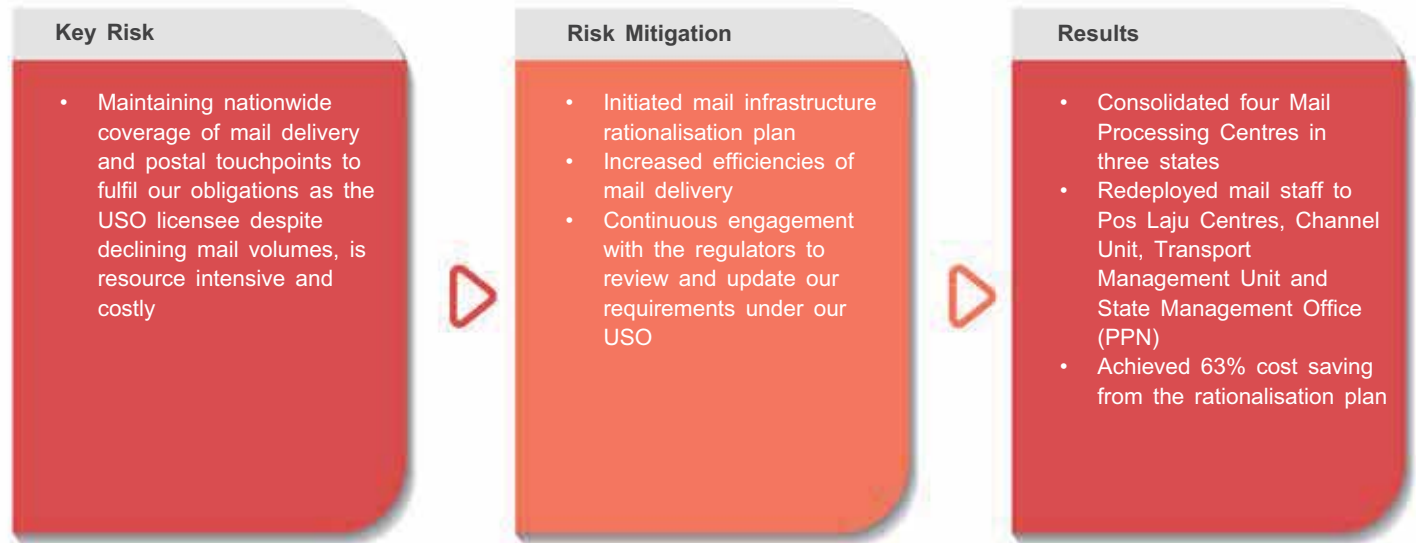 Key Risk
• Maintaining nationwide
coverage of mail delivery
and postal touchpoints to
fulfil our obligations as the
USO licensee despite
declining mail volumes, is
resource intensive and
costly
Risk Mitigation
• Initiated mail infrastructure
rationalisation plan
• Increased efficiencies of
mail delivery
• Continuous engagement
with the regulators to
review and update our
requirements under our
USO
Results
• Consolidated four Mail
Processing Centres in
three states
• Redeployed mail staff to
Pos Laju Centres, Channel
Unit, Transport
Management Unit and
State Management Office
(PPN)
• Achieved 63% cost saving
from the rationalisation plan